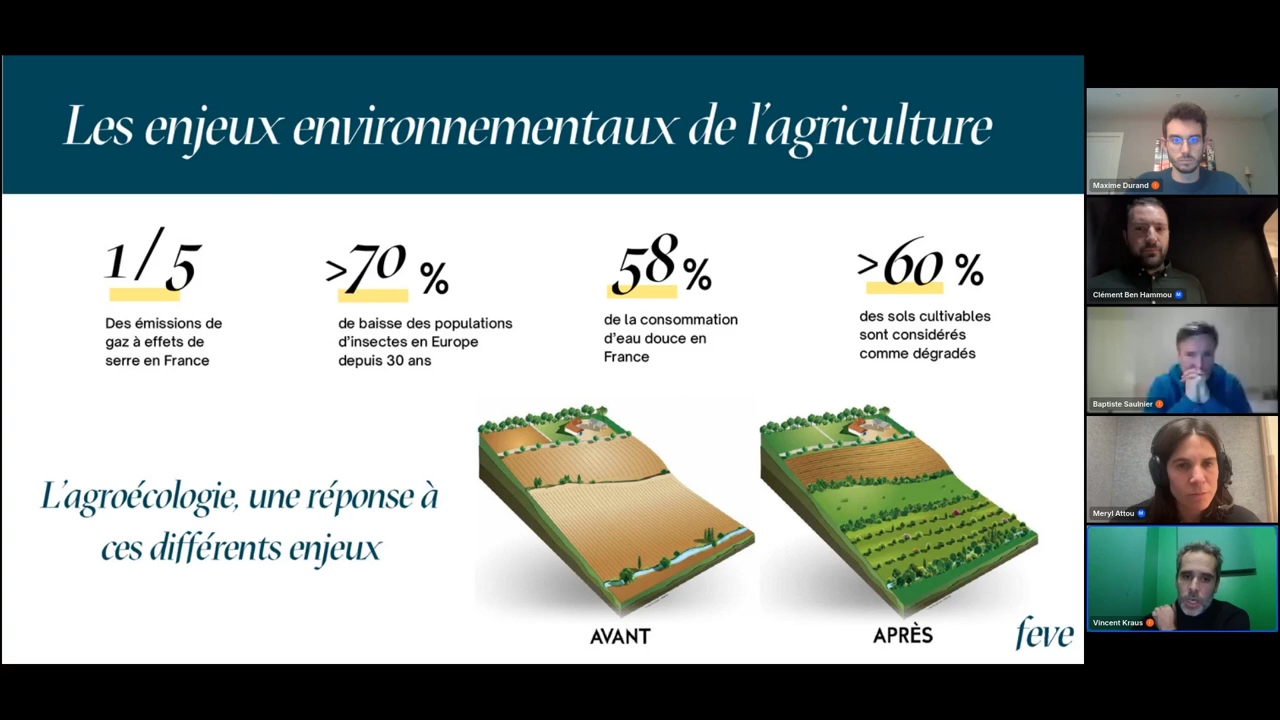 Les enjeux environnementaux de l'agriculture
1/5
Des émissions de
gaz à effets de
serre en France
>70 %
de baisse des populations
d'insectes en Europe
depuis 30 ans
58 %
de la consommation
d'eau douce en
France
>60 %
des sols cultivables
sont considérés
comme dégradés
L'agroécologie, une réponse à
ces différents enjeux
AVANT
APRÈS
feve
Maxime Durand
Clément Ben Hammou
M
Baptiste Saulnier
Meryl Attou
M
Vincent Kraus